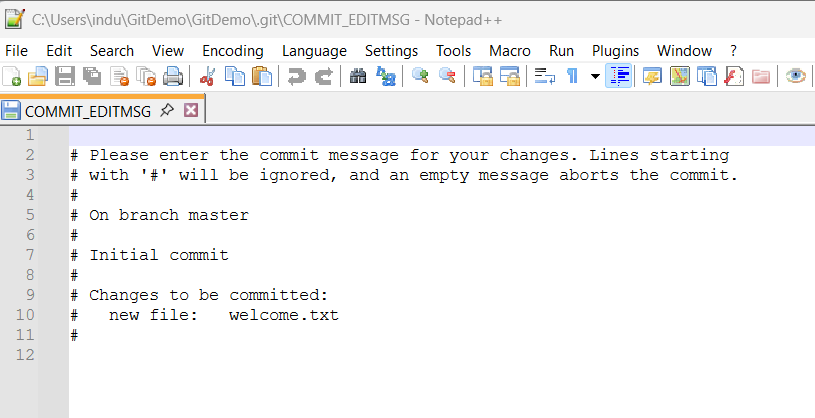 C:\Users\indu\GitDemo\GitDemo\.git\COMMIT_EDITMSG - Notepad++
File Edit Search View Encoding Language Settings Tools Macro Run Plugins Window ?
COMMIT_EDITMSG
1
2 # Please enter the commit message for your changes. Lines starting
3 # with '#' will be ignored, and an empty message aborts the commit.
4 #
5 # On branch master
6 #
7 # Initial commit
8 #
9 # Changes to be committed:
10 #   new file:   welcome.txt
11 #
12